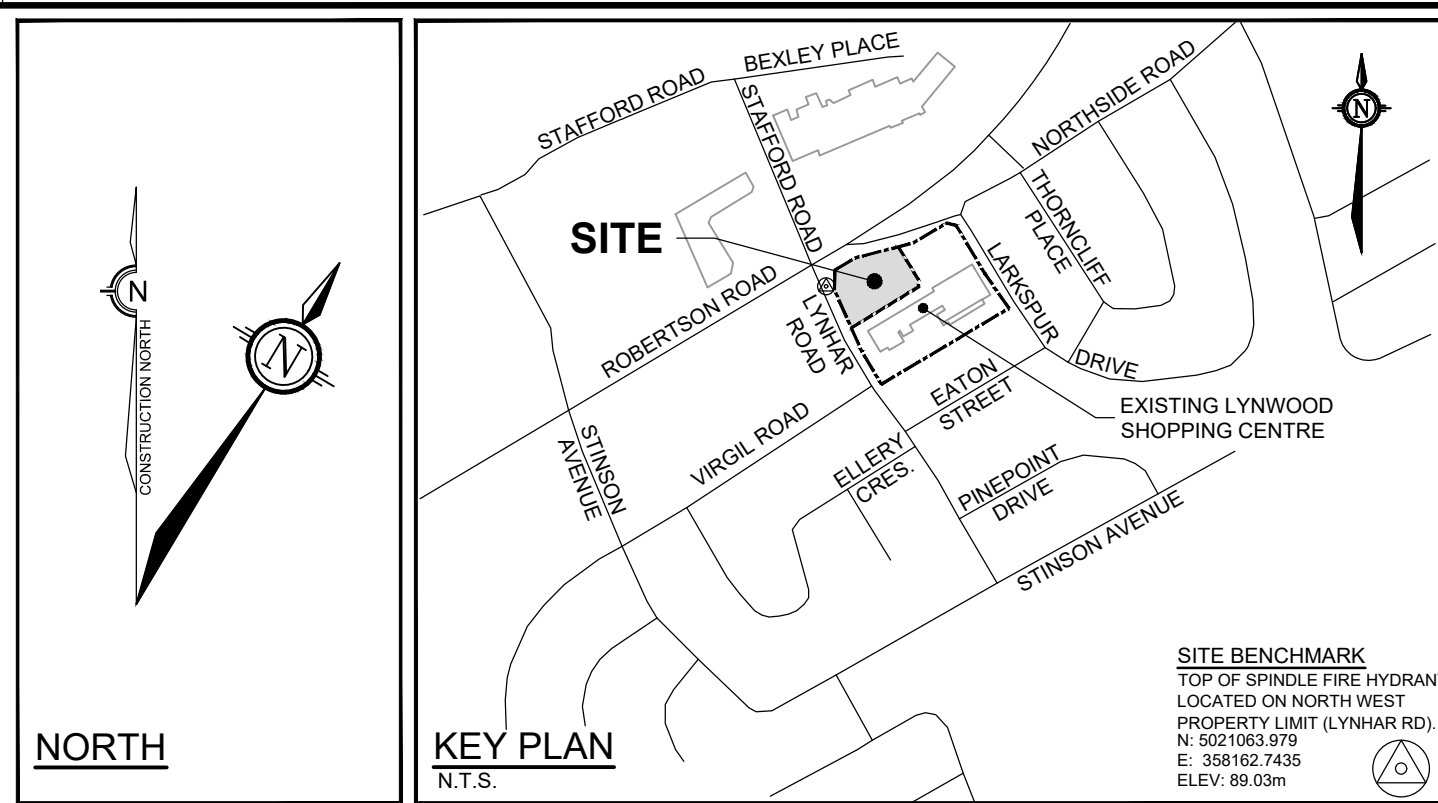 N
CONSTRUCTION NORTH
N
NORTH
BEXLEY PLACE
STAFFORD ROAD
STAFFORD ROAD
NORTHSIDE ROAD
N
THORNCLIFF
PLACE
SITE
LARKSPUR
DRIVE
ROBERTSON ROAD
LYNHAR
ROAD
EATON
STREET
EXISTING LYNWOOD
SHOPPING CENTRE
STINSON
AVENUE
VIRGIL ROAD
ELLERY
CRES.
PINEPOINT
DRIVE
STINSON AVENUE
SITE BENCHMARK
TOP OF SPINDLE FIRE HYDRAN
LOCATED ON NORTH WEST
PROPERTY LIMIT (LYNHAR RD).
N: 5021063.979
E: 358162.7435
ELEV: 89.03m
KEY PLAN
N.T.S.